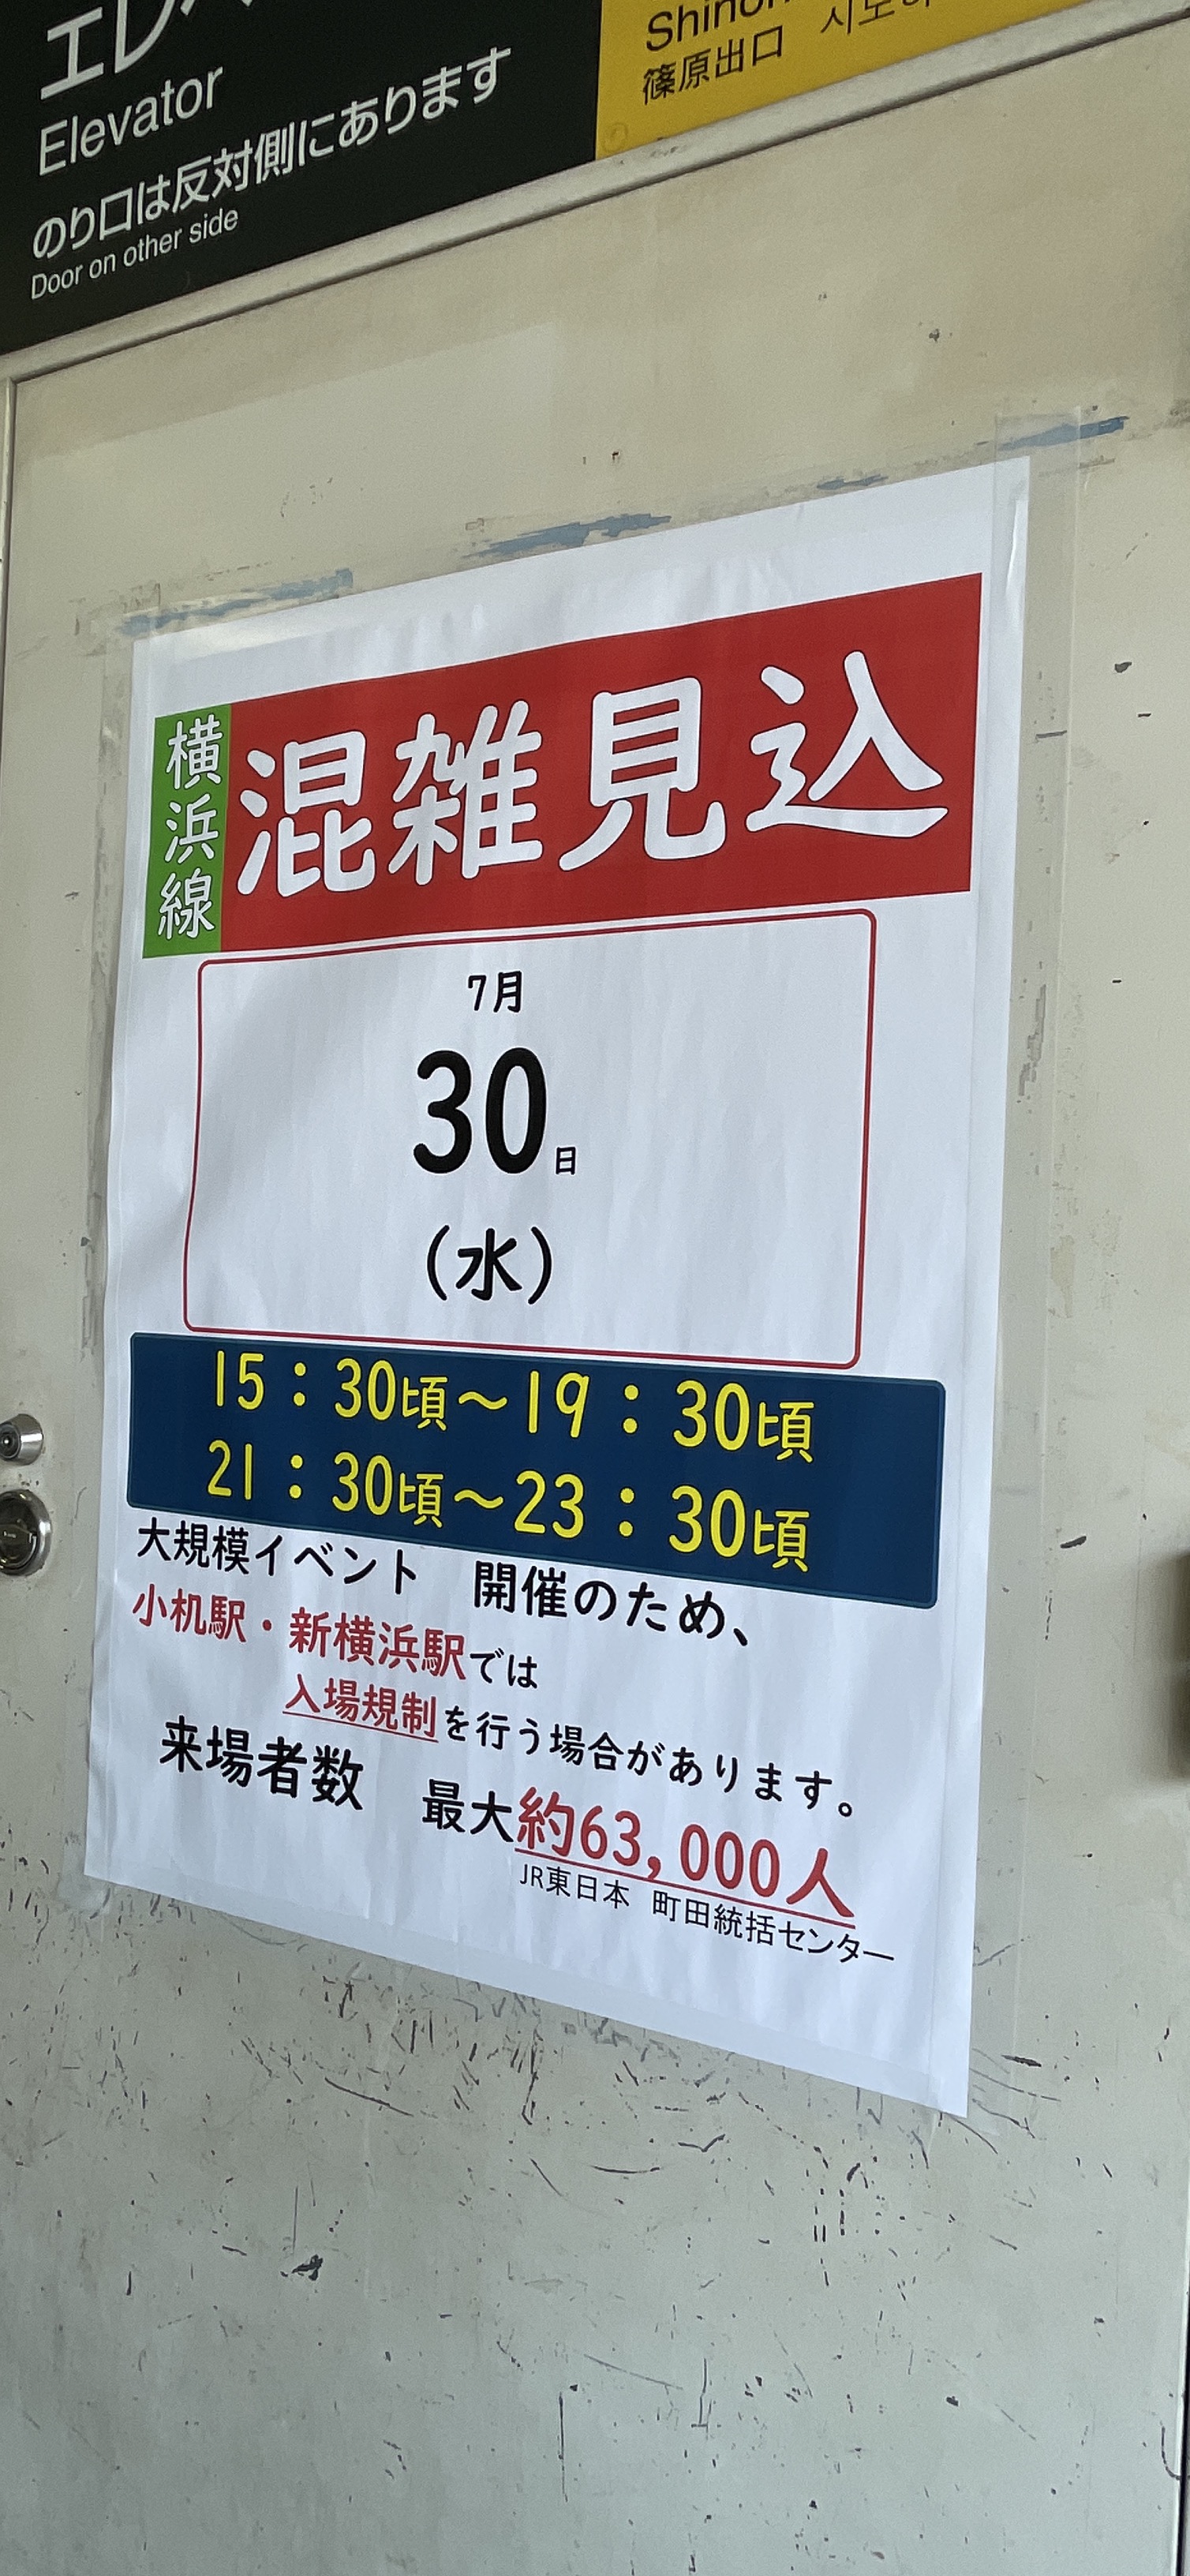 Elevator
のり口は反対側にあります
Door on other side
篠原出口
横浜線
混雑見込
7月
30日
(水)
15:30頃~19:30頃
21:30頃~23:30頃
大規模イベント 開催のため、
小机駅・新横浜駅では
入場規制を行う場合があります。
来場者数 最大約63,000人
JR東日本 町田統括センター